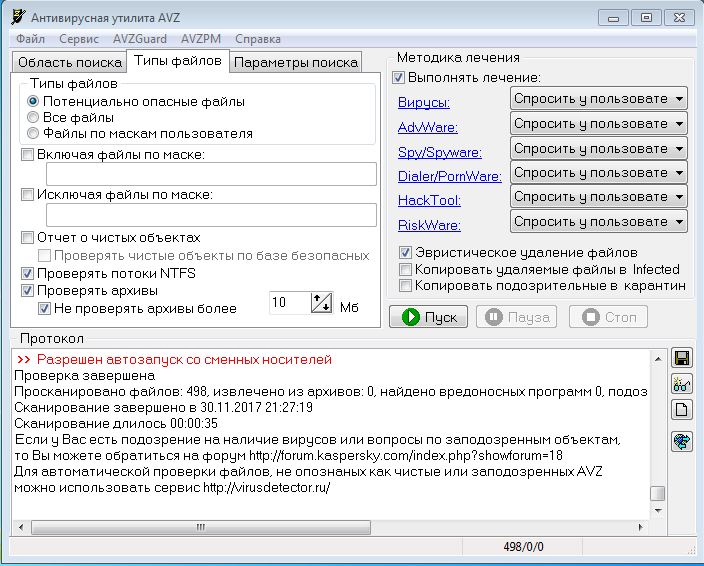 Антивирусная утилита AVZ
Файл Сервис AVZGuard AVZPM Справка
Область поиска Типы файлов Параметры поиска
Типы файлов
Потенциально опасные файлы
Все файлы
Файлы по маскам пользователя
Включая файлы по маске:
Исключая файлы по маске:
Отчет о чистых объектах
Проверять чистые объекты по базе безопасных
Проверять потоки NTFS
Проверять архивы
Не проверять архивы более 10 Мб
Методика лечения
Выполнять лечение:
Вирусы: Спросить у пользовате
AdvWare: Спросить у пользовате
Spy/Spyware: Спросить у пользовате
Dialer/PornWare: Спросить у пользовате
HackTool: Спросить у пользовате
RiskWare: Спросить у пользовате
Эвристическое удаление файлов
Копировать удаляемые файлы в Infected
Копировать подозрительные в карантин
Пуск Пауза Стоп
Протокол
>> Разрешен автозапуск со сменных носителей
Проверка завершена
Просканировано файлов: 498, извлечено из архивов: 0, найдено вредоносных программ 0, подоз
Сканирование завершено в 30.11.2017 21:27:19
Сканирование длилось 00:00:35
Если у Вас есть подозрение на наличие вирусов или вопросы по заподозренным объектам,
то Вы можете обратиться на форум http://forum.kaspersky.com/index.php?showforum=18
Для автоматической проверки файлов, не опознаных как чистые или заподозренных AVZ
можно использовать сервис http://virusdetector.ru/
498/0/0